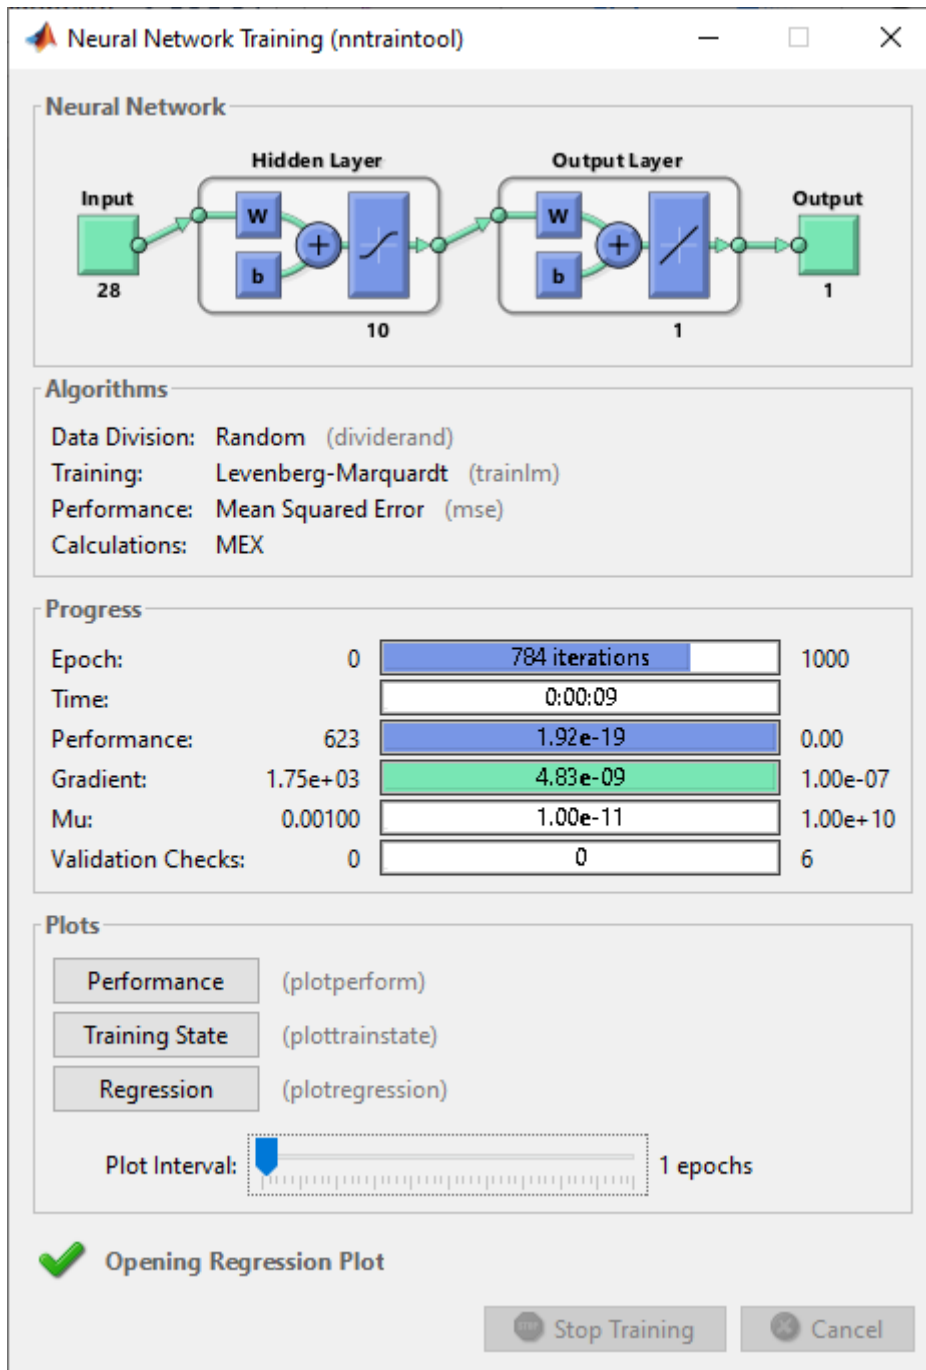 Neural Network Training (nntraintool)
Neural Network
Hidden Layer Output Layer
Input Output
W W
b b
28 10 1 1
Algorithms
Data Division: Random (dividerand)
Training: Levenberg-Marquardt (trainlm)
Performance: Mean Squared Error (mse)
Calculations: MEX
Progress
Epoch: 0 784 iterations 1000
Time: 0:00:09
Performance: 623 1.92e-19 0.00
Gradient: 1.75e+03 4.83e-09 1.00e-07
Mu: 0.00100 1.00e-11 1.00e+10
Validation Checks: 0 0 6
Plots
Performance (plotperform)
Training State (plottrainstate)
Regression (plotregression)
Plot Interval: 1 epochs
Opening Regression Plot
STOP Stop Training Cancel